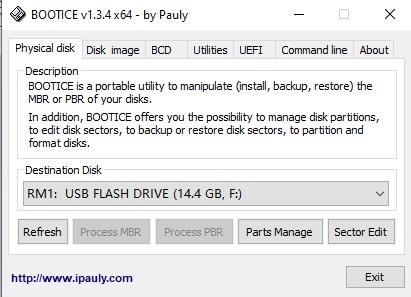 BOOTICE v1.3.4 x64 - by Pauly
Physical disk Disk image BCD Utilities UEFI Command line About
Description
BOOTICE is a portable utility to manipulate (install, backup, restore) the
MBR or PBR of your disks.
In addition, BOOTICE offers you the possibility to manage disk partitions,
to edit disk sectors, to backup or restore disk sectors, to partition and
format disks.
Destination Disk
RM1: USB FLASH DRIVE (14.4 GB, F:)
Refresh Process MBR Process PBR Parts Manage Sector Edit
http://www.ipauly.com Exit